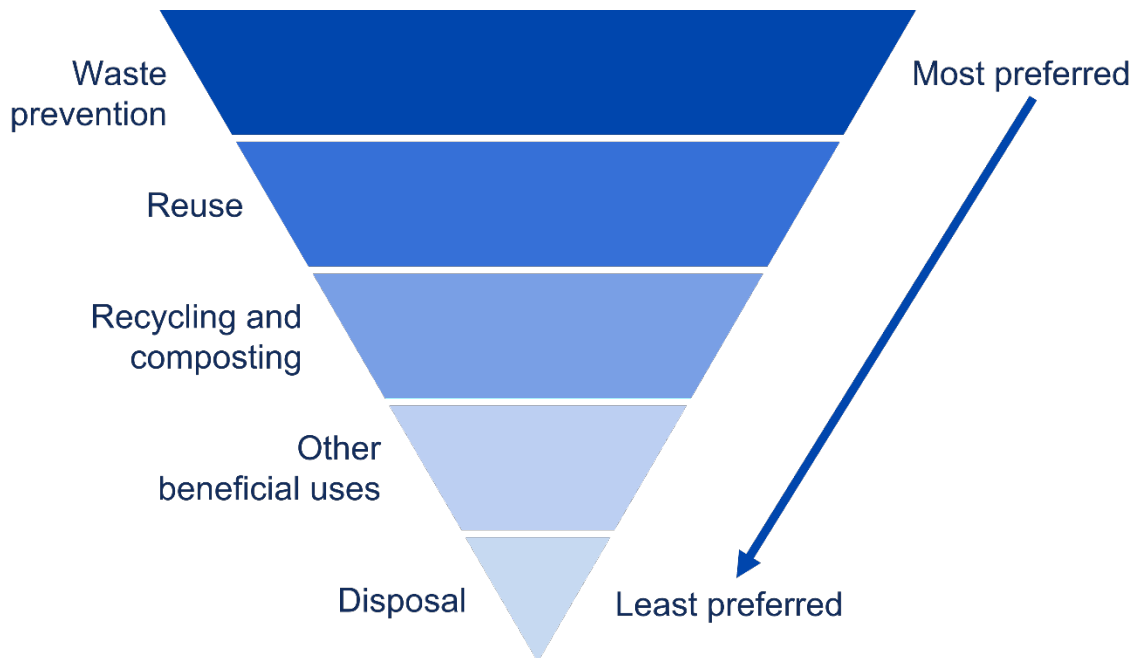 Waste
prevention
Most preferred
Reuse
Recycling and
composting
Other
beneficial uses
Disposal
Least preferred